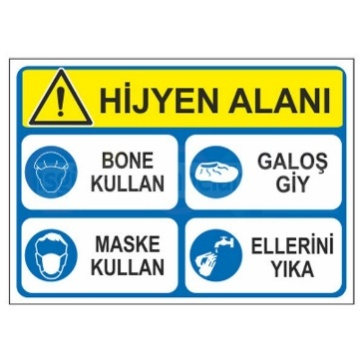 HİJYEN ALANI
BONE
KULLAN
GALOŞ
GİY
MASKE
KULLAN
ELLERİNİ
YIKA